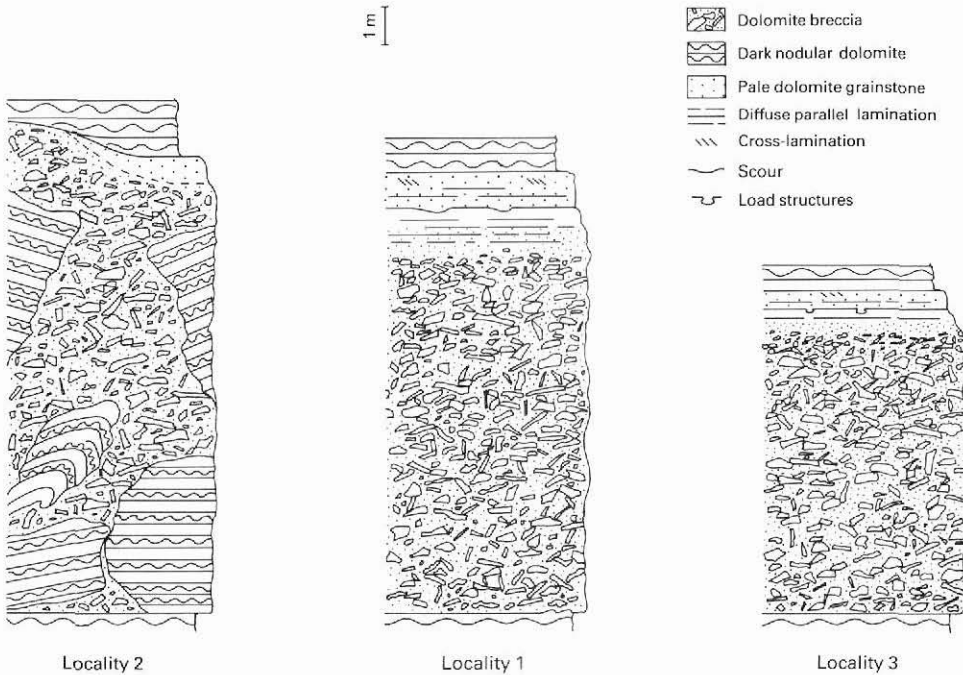 1 m
Dolomite breccia
Dark nodular dolomite
Pale dolomite grainstone
Diffuse parallel lamination
Cross-lamination
Scour
Load structures
Locality 2
Locality 1
Locality 3